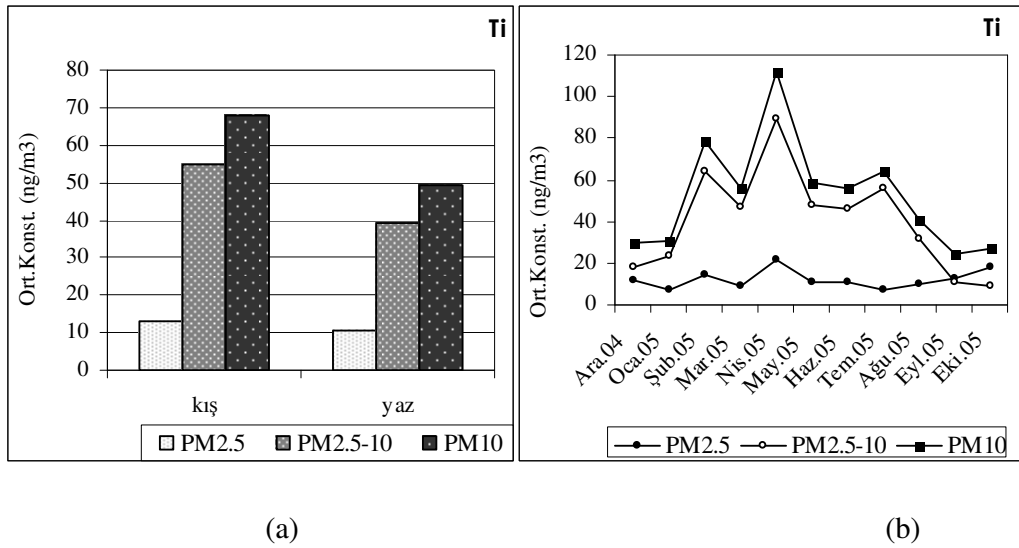 Ti
80
70
60
50
40
30
20
10
0
Ort.Konst. (ng/m3)
kış yaz
PM2.5 PM2.5-10 PM10
(a)
Ti
120
100
80
60
40
20
0
Ort.Konst. (ng/m3)
Ara.04
Oca.05
Şub.05
Mar.05
Nis.05
May.05
Haz.05
Tem.05
Ağu.05
Eyl.05
Eki.05
PM2.5 PM2.5-10 PM10
(b)